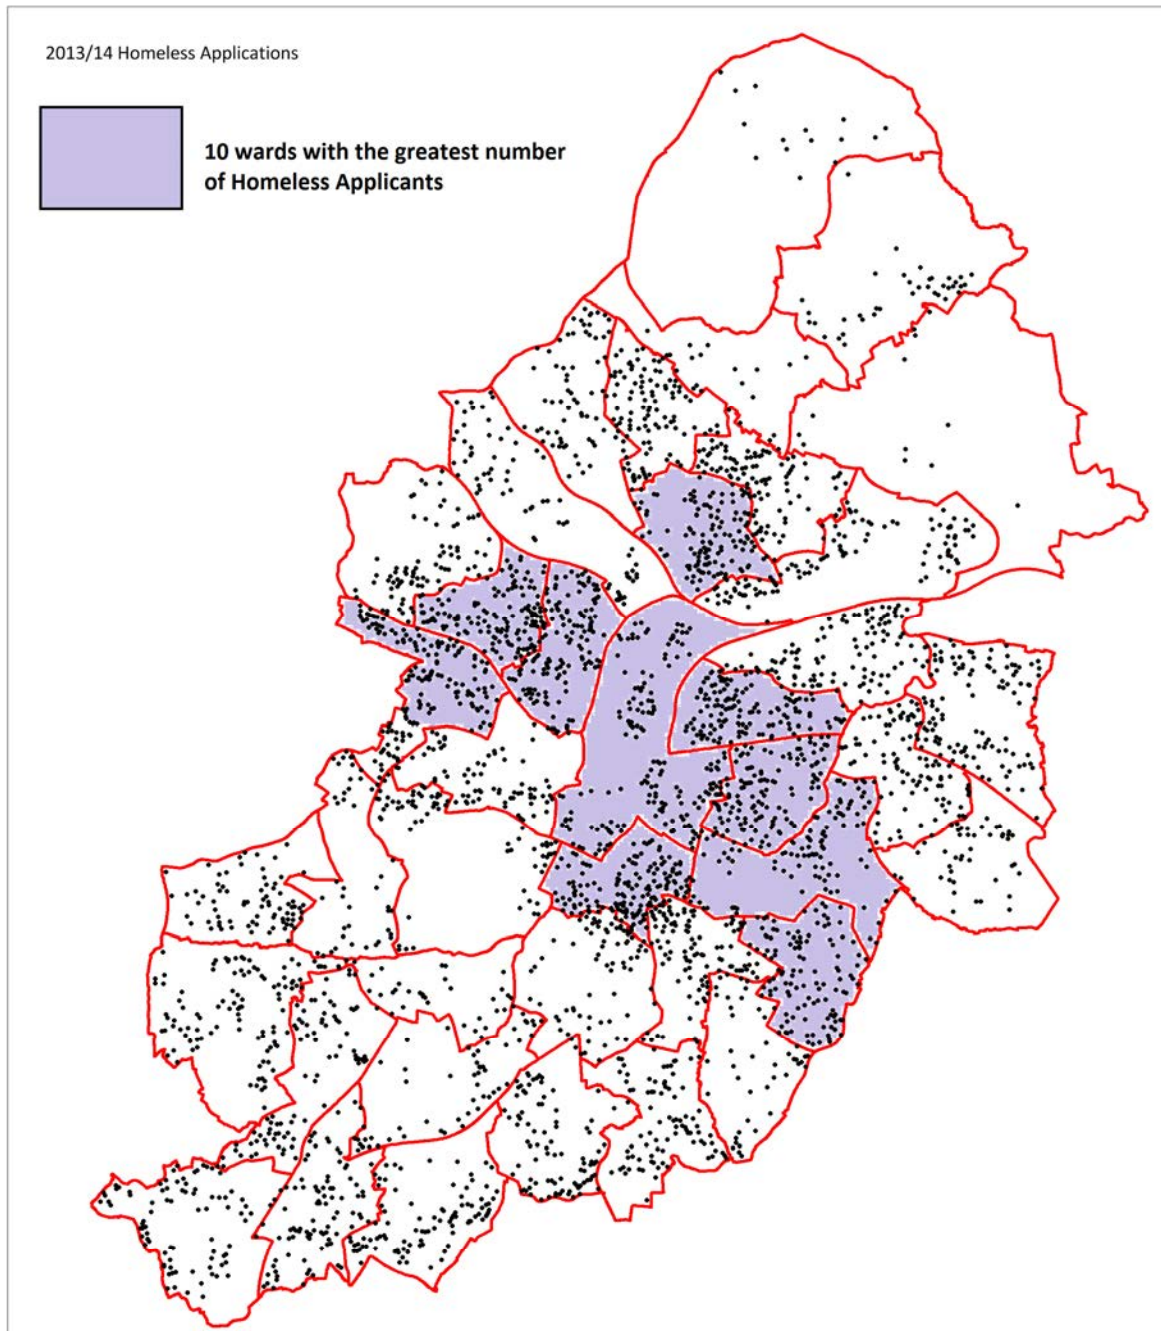 2013/14 Homeless Applications
10 wards with the greatest number
of Homeless Applicants